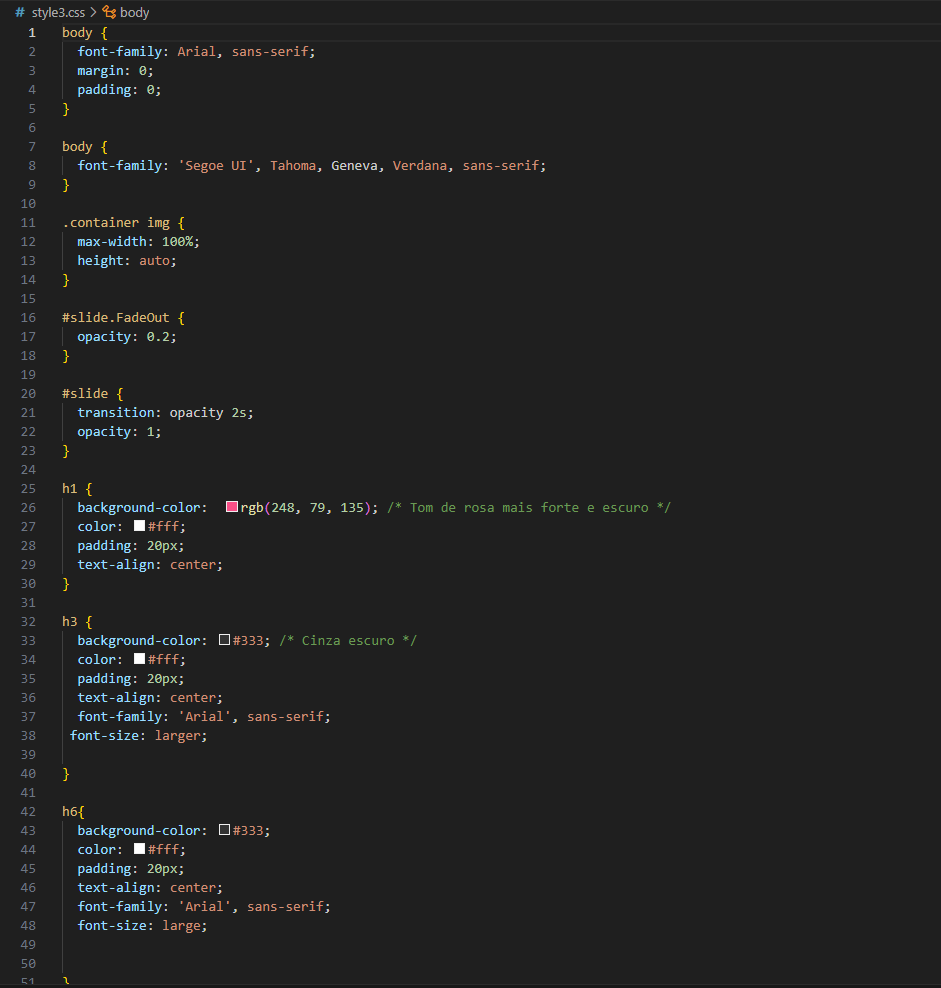 # style3.css > body
1 body {
2 font-family: Arial, sans-serif;
3 margin: 0;
4 padding: 0;
5 }
6
7 body {
8 font-family: 'Segoe UI', Tahoma, Geneva, Verdana, sans-serif;
9 }
10
11 .container img {
12 max-width: 100%;
13 height: auto;
14 }
15
16 #slide.FadeOut {
17 opacity: 0.2;
18 }
19
20 #slide {
21 transition: opacity 2s;
22 opacity: 1;
23 }
24
25 h1 {
26 background-color: rgb(248, 79, 135); /* Tom de rosa mais forte e escuro */
27 color: #fff;
28 padding: 20px;
29 text-align: center;
30 }
31
32 h3 {
33 background-color: #333; /* Cinza escuro */
34 color: #fff;
35 padding: 20px;
36 text-align: center;
37 font-family: 'Arial', sans-serif;
38 font-size: larger;
39
40 }
41
42 h6{
43 background-color: #333;
44 color: #fff;
45 padding: 20px;
46 text-align: center;
47 font-family: 'Arial', sans-serif;
48 font-size: large;
49
50
51 }